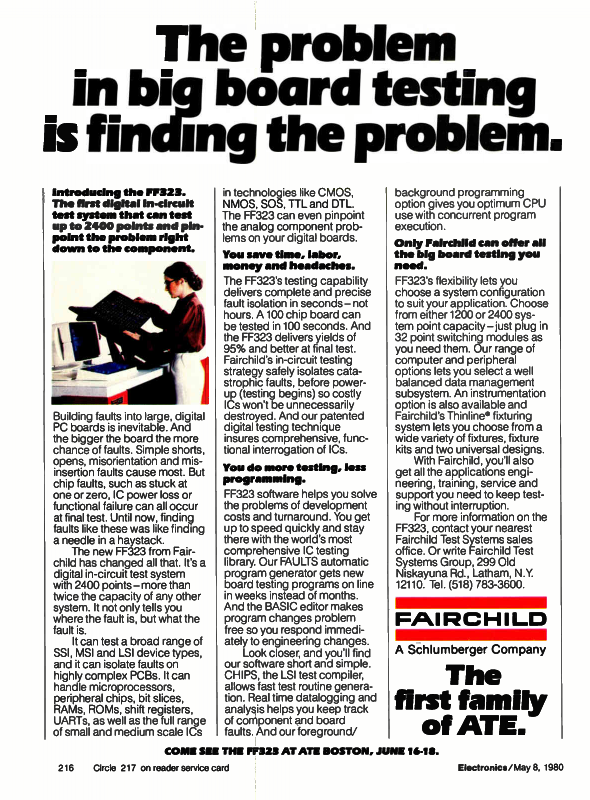 The problem
in big board testing
is finding the problem.
Introducing the FF323.
The first digital in-circuit
test system that can test
up to 2400 points and pin-
point the problem right
down to the component.
Building faults into large, digital
PC boards is inevitable. And
the bigger the board the more
chance of faults. Simple shorts,
opens, misorientation and mis-
insertion faults cause most. But
chip faults, such as stuck at
one or zero, IC power loss or
functional failure can all occur
at final test. Until now, finding
faults like these was like finding
a needle in a haystack.
The new FF323 from Fair-
child has changed all that. It's a
digital in-circuit test system
with 2400 points–more than
twice the capacity of any other
system. It not only tells you
where the fault is, but what the
fault is.
It can test a broad range of
SSI, MSI and LSI device types,
and it can isolate faults on
highly complex PCBs. It can
handle microprocessors,
peripheral chips, bit slices,
RAMs, ROMs, shift registers,
UARTs, as well as the full range
of small and medium scale ICs
in technologies like CMOS,
NMOS, SOS, TTL and DTL.
The FF323 can even pinpoint
the analog component prob-
lems on your digital boards.
You save time, labor,
money and headaches.
The FF323's testing capability
delivers complete and precise
fault isolation in seconds–not
hours. A 100 chip board can
be tested in 100 seconds. And
the FF323 delivers yields of
95% and better at final test.
Fairchild's in-circuit testing
strategy safely isolates cata-
strophic faults, before power-
up (testing begins) so costly
ICs won't be unnecessarily
destroyed. And our patented
digital testing technique
insures comprehensive, func-
tional interrogation of ICs.
You do more testing, less
programming.
FF323 software helps you solve
the problems of development
costs and turnaround. You get
up to speed quickly and stay
there with the world's most
comprehensive IC testing
library. Our FAULTS automatic
program generator gets new
board testing programs on line
in weeks instead of months.
And the BASIC editor makes
program changes problem
free so you respond immedi-
ately to engineering changes.
Look closer, and you'll find
our software short and simple.
CHIPS, the LSI test compiler,
allows fast test routine genera-
tion. Real time datalogging and
analysis helps you keep track
of component and board
faults. And our foreground/
background programming
option gives you optimum CPU
use with concurrent program
execution.
Only Fairchild can offer all
the big board testing you
need.
FF323's flexibility lets you
choose a system configuration
to suit your application. Choose
from either 1200 or 2400 sys-
tem point capacity–just plug in
32 point switching modules as
you need them. Our range of
computer and peripheral
options lets you select a well
balanced data management
subsystem. An instrumentation
option is also available and
Fairchild's Thinline® fixturing
system lets you choose from a
wide variety of fixtures, fixture
kits and two universal designs.
With Fairchild, you'll also
get all the applications engi-
neering, training, service and
support you need to keep test-
ing without interruption.
For more information on the
FF323, contact your nearest
Fairchild Test Systems sales
office. Or write Fairchild Test
Systems Group, 299 Old
Niskayuna Rd., Latham, N.Y.
12110. Tel. (518) 783-3600.
FAIRCHILD
A Schlumberger Company
The
first family
of ATE.
COME SEE THE FF323 AT ATE BOSTON, JUNE 16-18.
216 Circle 217 on reader service card
Electronics/May 8, 1980